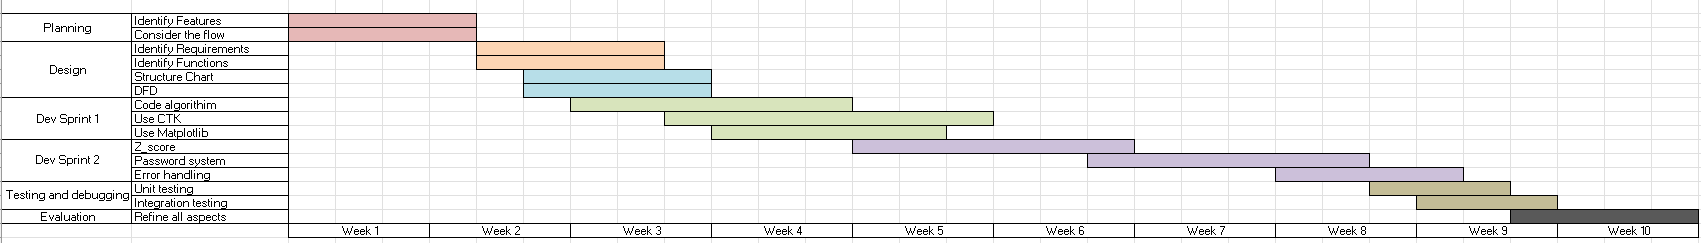 Planning
Identify Features
Consider the flow
Design
Identify Requirements
Identify Functions
Structure Chart
DFD
Dev Sprint 1
Code algorithim
Use CTK
Use Matplotlib
Dev Sprint 2
Z_score
Password system
Error handling
Testing and debugging
Unit testing
Integration testing
Evaluation
Refine all aspects
Week 1 Week 2 Week 3 Week 4 Week 5 Week 6 Week 7 Week 8 Week 9 Week 10